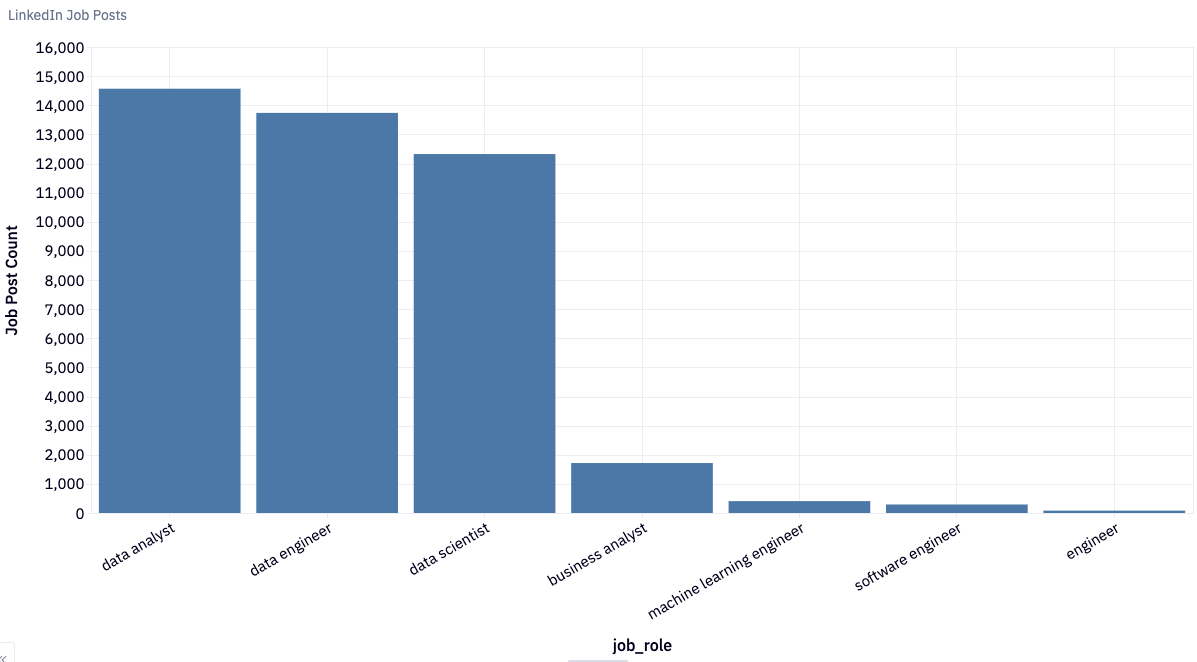 LinkedIn Job Posts
16,000
15,000
14,000
13,000
12,000
11,000
10,000
9,000
8,000
7,000
6,000
5,000
4,000
3,000
2,000
1,000
0
Job Post Count
data analyst
data engineer
data scientist
business analyst
machine learning engineer
software engineer
engineer
job_role
«